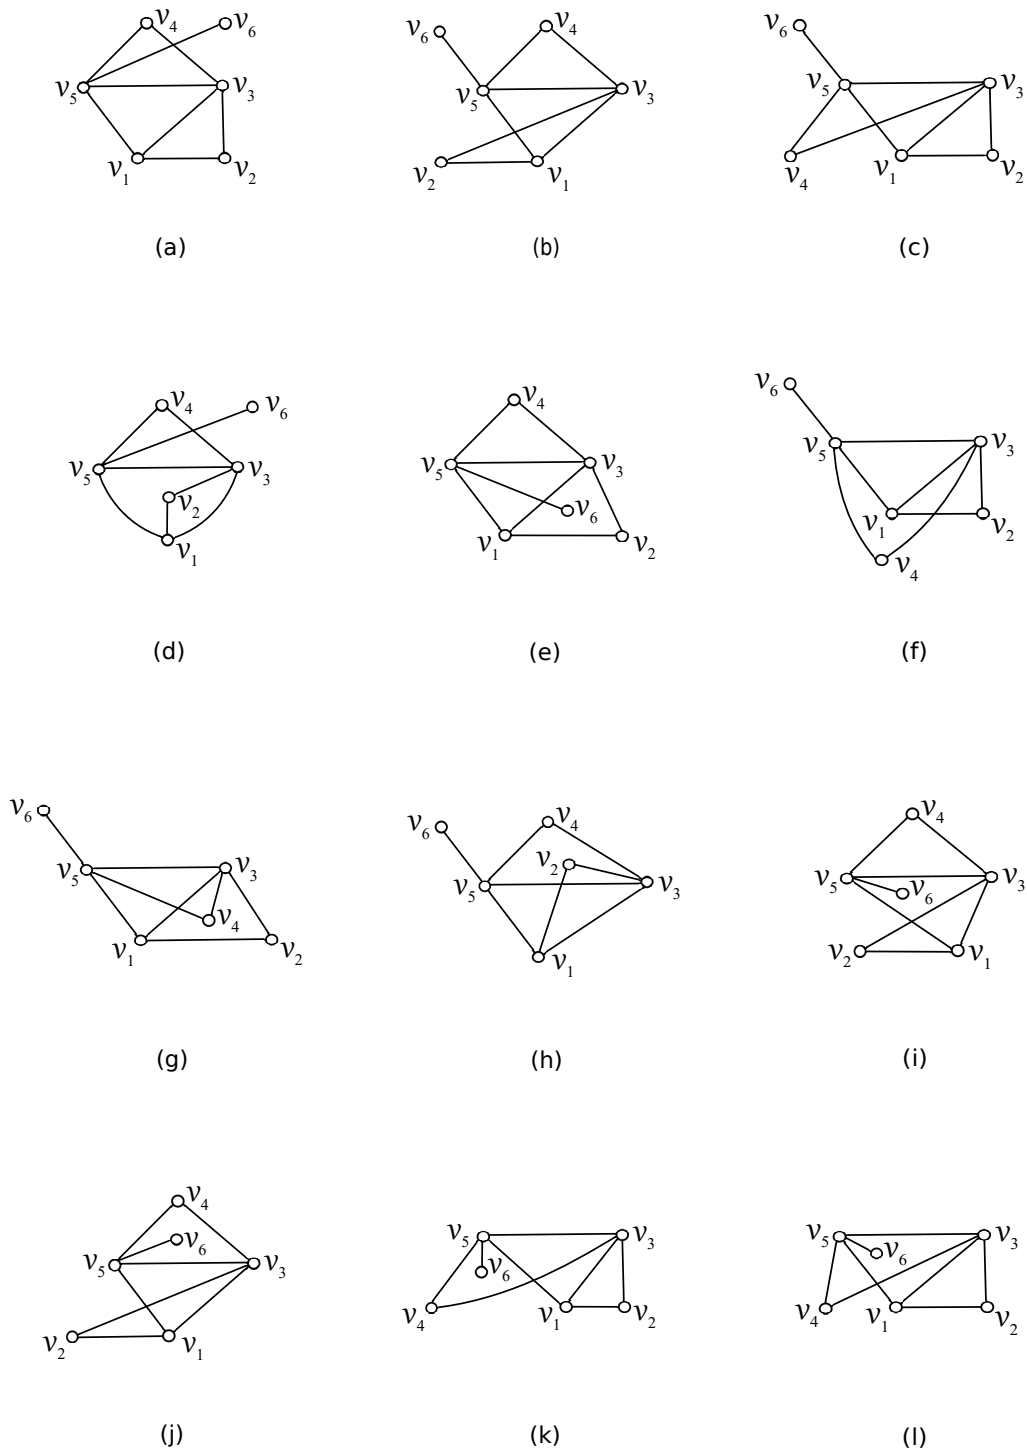 v4 v6 v5 v3 v1 v2
v6 v4 v5 v3 v2 v1
v6 v5 v3 v4 v1 v2
(a) (b) (c)
v4 v6 v5 v3 v2 v1
v4 v5 v3 v6 v1 v2
v6 v5 v3 v1 v2 v4
(d) (e) (f)
v6 v5 v3 v4 v1 v2
v6 v4 v2 v5 v3 v1
v4 v5 v3 v6 v2 v1
(g) (h) (i)
v4 v6 v5 v3 v2 v1
v5 v3 v6 v4 v1 v2
v5 v3 v6 v4 v1 v2
(j) (k) (l)